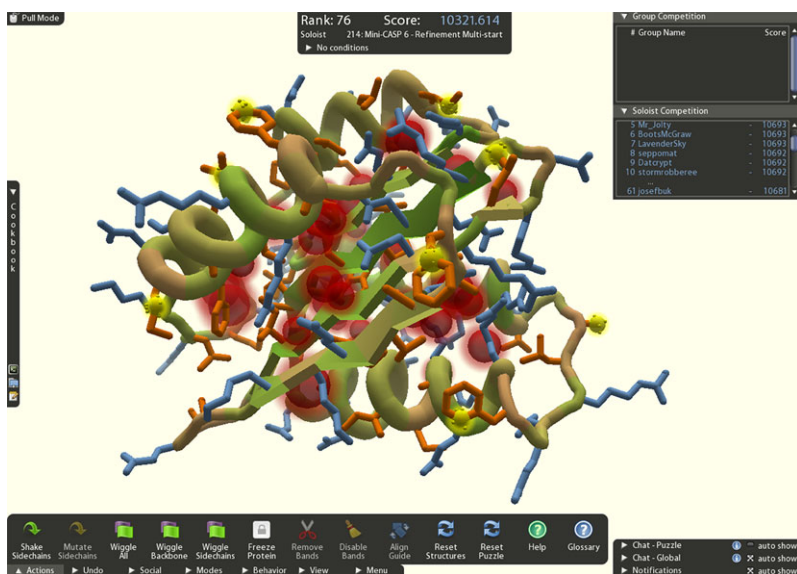 Pull Mode
Rank: 76 Score: 10321.614
Soloist 214: Mini-CASP 6 - Refinement Multi-start
No conditions
Group Competition
# Group Name Score
Soloist Competition
5 Mr_Jolty - 10693
6 BootsMcGraw - 10693
7 LavenderSky - 10693
8 seppomat - 10692
9 Datcrypt - 10692
10 stormrobberee - 10692
...
61 josefbuk - 10681
Cookbook
Shake Sidechains
Mutate Sidechains
Wiggle All
Wiggle Backbone
Wiggle Sidechains
Freeze Protein
Remove Bands
Disable Bands
Align Guide
Reset Structures
Reset Puzzle
Help
Glossary
Actions Undo Social Modes Behavior View Menu
Chat - Puzzle auto show
Chat - Global auto show
Notifications auto show